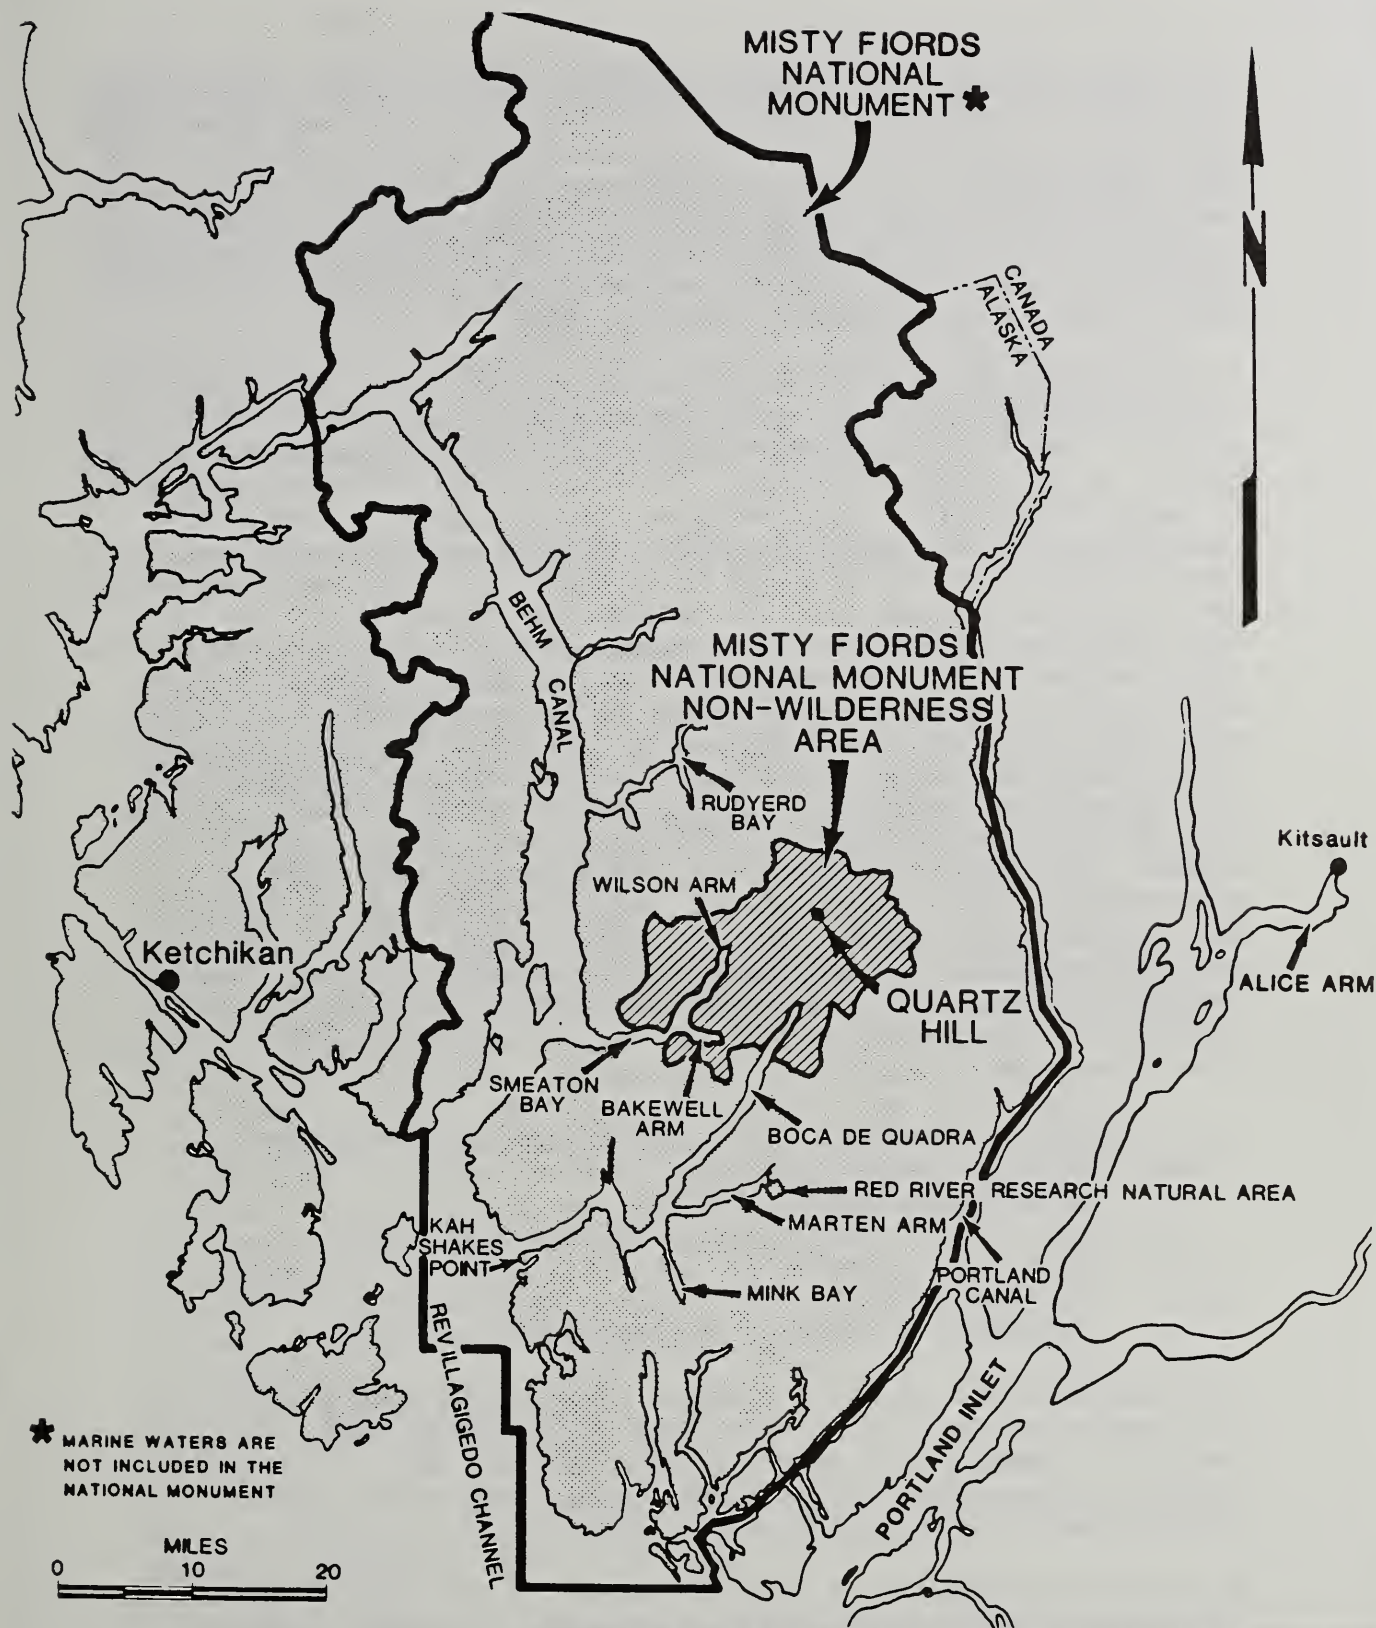 MISTY FIORDS
NATIONAL
MONUMENT *
N
CANADA
ALASKA
BEHM
CANAL
MISTY FIORDS
NATIONAL MONUMENT
NON-WILDERNESS
AREA
RUDYERD
BAY
Kitsault
WILSON ARM
Ketchikan
ALICE ARM
QUARTZ
HILL
SMEATON
BAY
BAKEWELL
ARM
BOCA DE QUADRA
RED RIVER RESEARCH NATURAL AREA
MARTEN ARM
KAH
SHAKES
POINT
PORTLAND
CANAL
MINK BAY
REVILLAGIGEDO CHANNEL
PORTLAND INLET
* MARINE WATERS ARE
NOT INCLUDED IN THE
NATIONAL MONUMENT
MILES
0 10 20